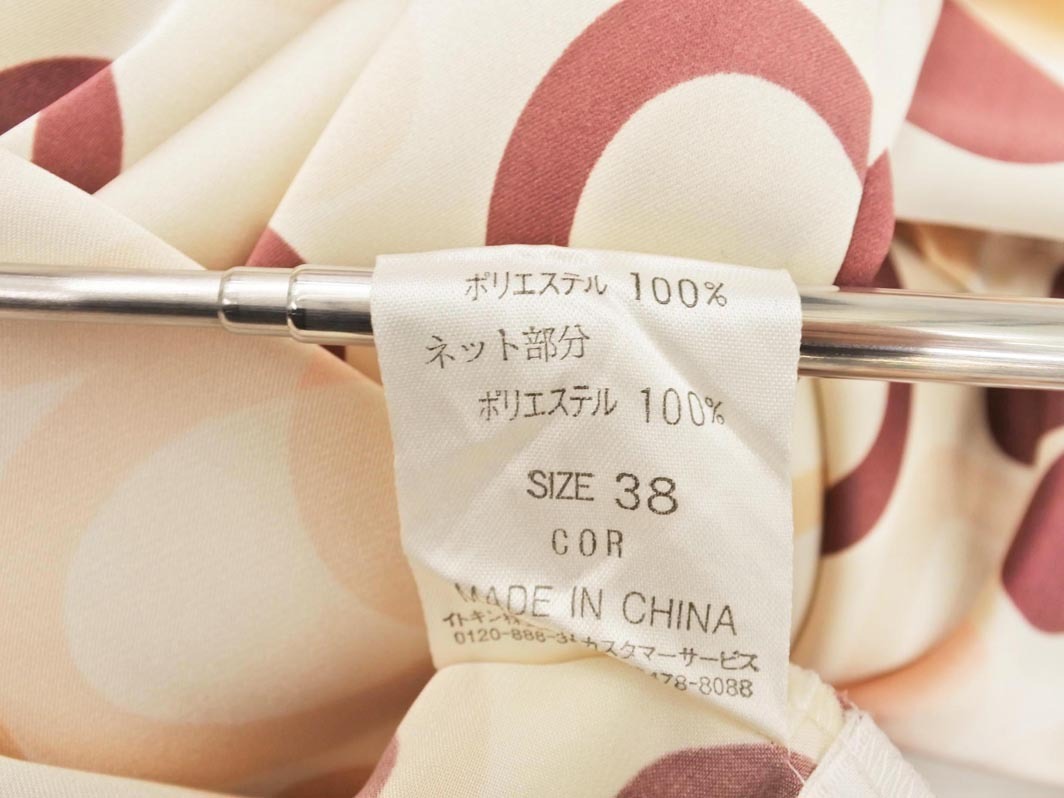 ポリエステル 100%
ネット部分
ポリエステル 100%
SIZE 38
COR
MADE IN CHINA
イトキン株
カスタマーサービス
0120-888-3
478-8088